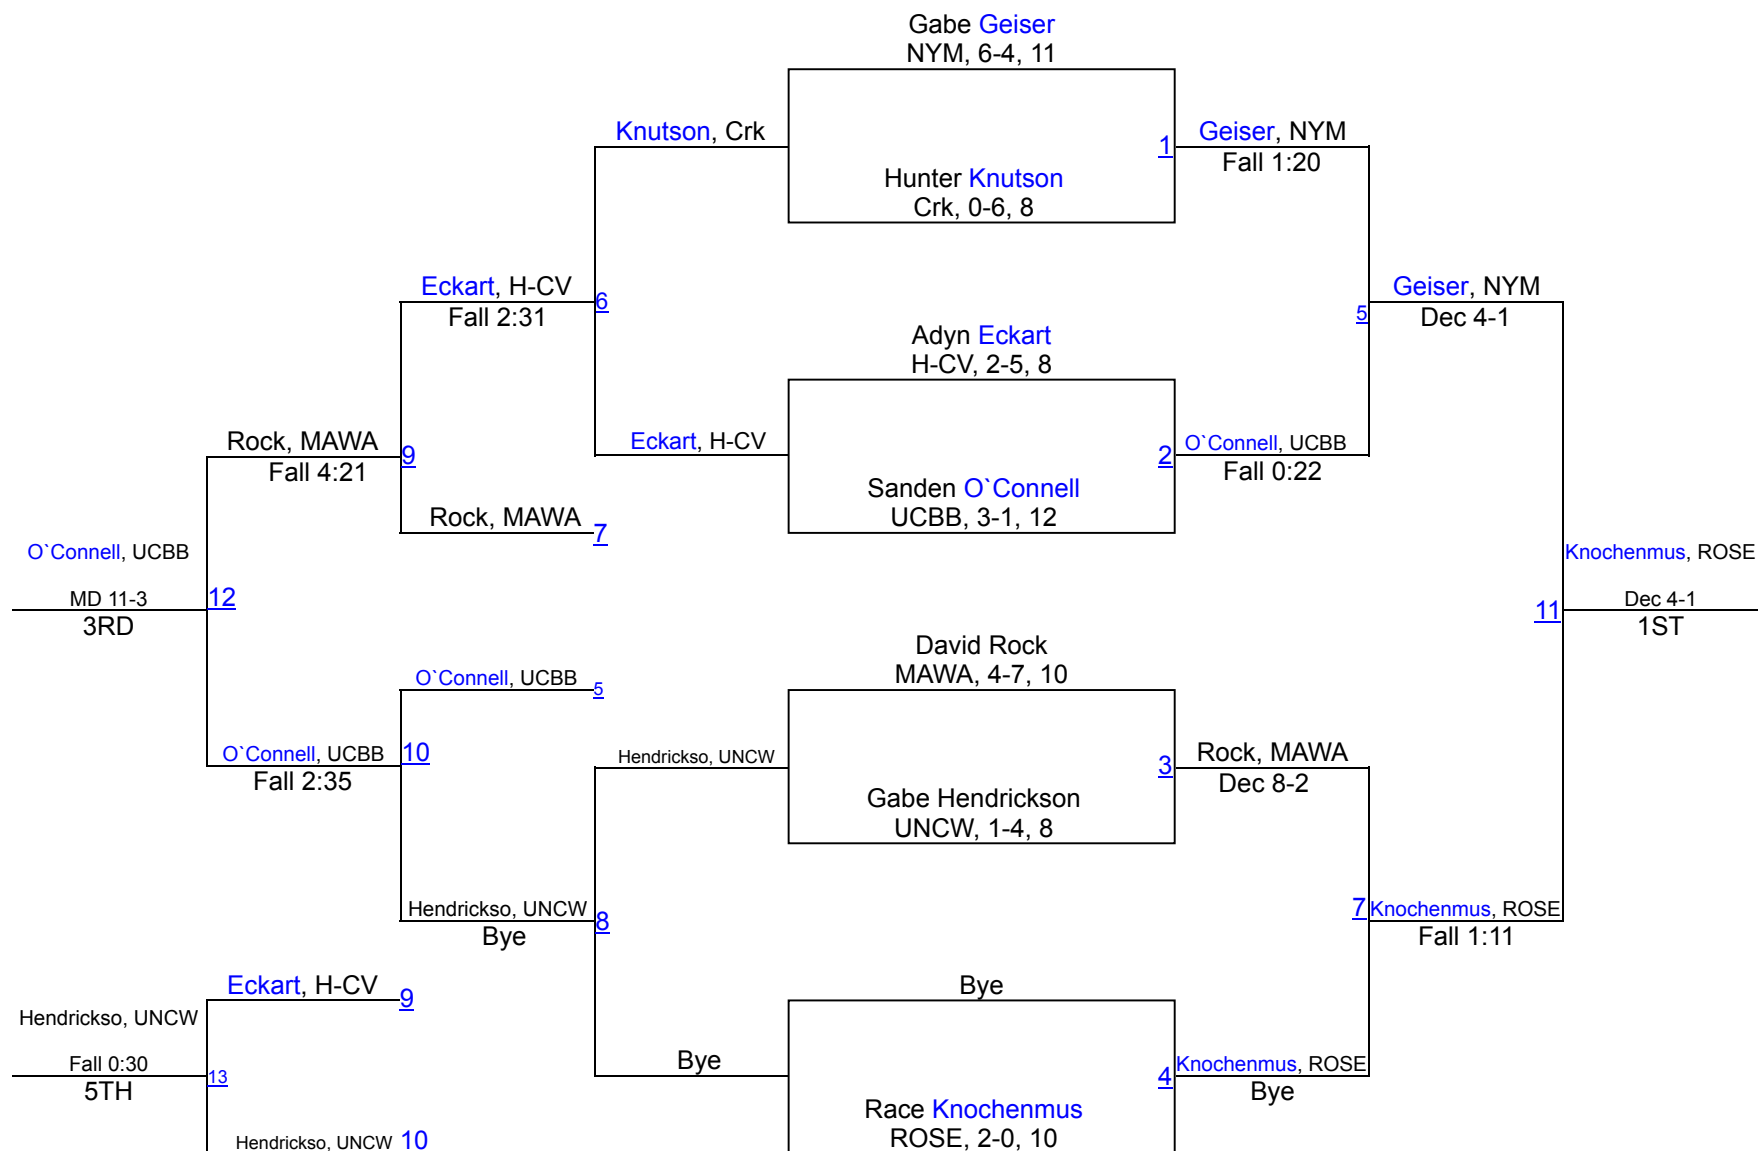 Gabe Geiser
NYM, 6-4, 11
Knutson, Crk
1
Geiser, NYM
Fall 1:20
Hunter Knutson
Crk, 0-6, 8
Eckart, H-CV
Fall 2:31
6
Geiser, NYM
Dec 4-1
5
Adyn Eckart
H-CV, 2-5, 8
Rock, MAWA
Fall 4:21
9
Eckart, H-CV
2
O`Connell, UCBB
Fall 0:22
Sanden O`Connell
UCBB, 3-1, 12
Rock, MAWA
7
O`Connell, UCBB
MD 11-3
3RD
12
Knochenmus, ROSE
Dec 4-1
1ST
11
David Rock
MAWA, 4-7, 10
O`Connell, UCBB
5
O`Connell, UCBB
Fall 2:35
10
Hendrickso, UNCW
3
Rock, MAWA
Dec 8-2
Gabe Hendrickson
UNCW, 1-4, 8
Hendrickso, UNCW
Bye
8
7
Knochenmus, ROSE
Fall 1:11
Eckart, H-CV
9
Bye
Hendrickso, UNCW
Fall 0:30
5TH
13
Bye
4
Knochenmus, ROSE
Bye
Race Knochenmus
ROSE, 2-0, 10
Hendrickso, UNCW 10